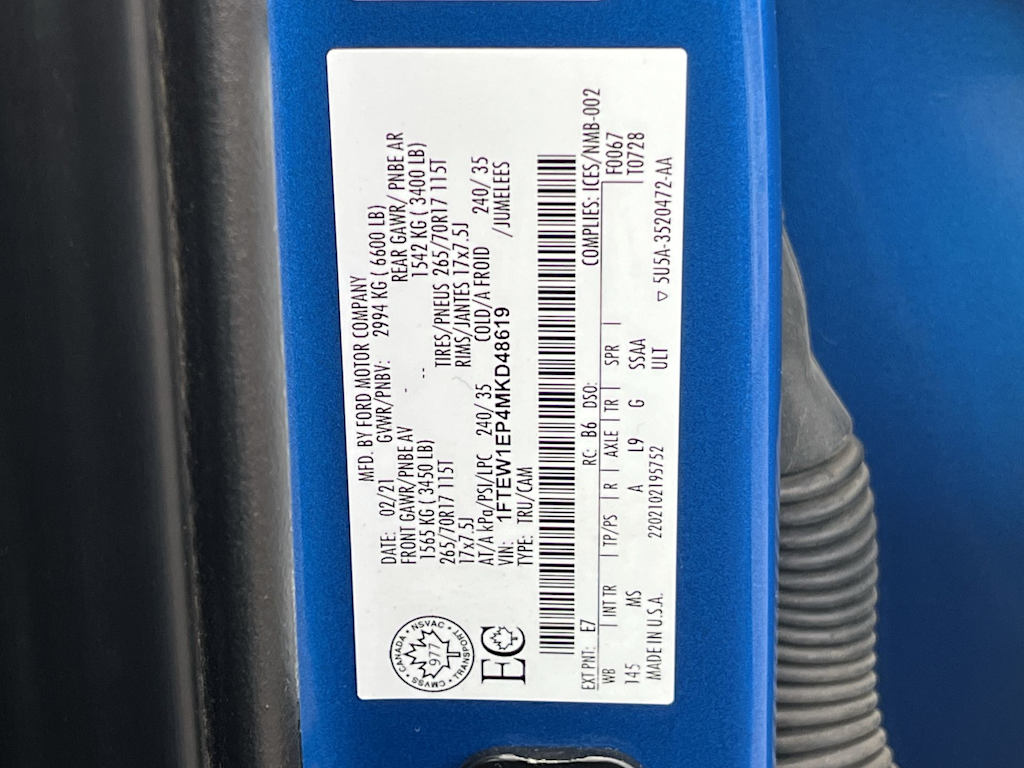 MFD. BY FORD MOTOR COMPANY
DATE: 02/21 GVWR/PNBV: 2994 KG ( 6600 LB)
FRONT GAWR/PNBE AV REAR GAWR/ PNBE AR
1565 KG ( 3450 LB) 1542 KG ( 3400 LB)
265/70R17 115T TIRES/PNEUS 265/70R17 115T
17x7.5J RIMS/JANTES 17x7.5J
AT/A kPa/PSI/LPC 240/ 35 COLD/A FROID 240/ 35
VIN: 1FTEW1EP4MKD48619 /JUMELEES
TYPE: TRU/CAM
CANADA • NSVAC • TRANSPORT • CMVSS •
977
EC
EXT PNT: E7 RC: B6 DSO: COMPLIES: ICES/NMB-002
WB INT TR TP/PS R AXLE TR SPR F0067
145 MS A L9 G SSAA T0728
MADE IN U.S.A. 2202102195752 ULT ▽ 5U5A-3520472-AA